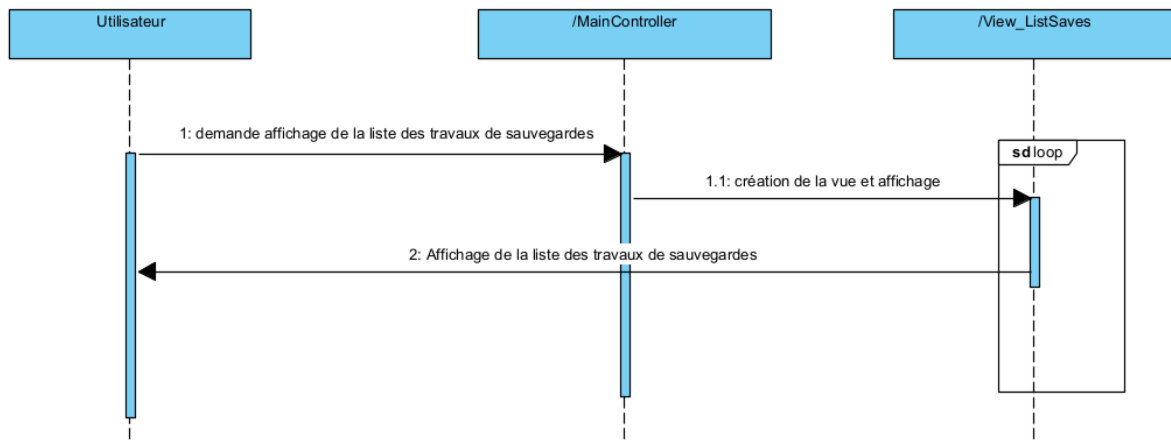 Utilisateur
/MainController
/View_ListSaves
1: demande affichage de la liste des travaux de sauvegardes
sd loop
1.1: création de la vue et affichage
2: Affichage de la liste des travaux de sauvegardes